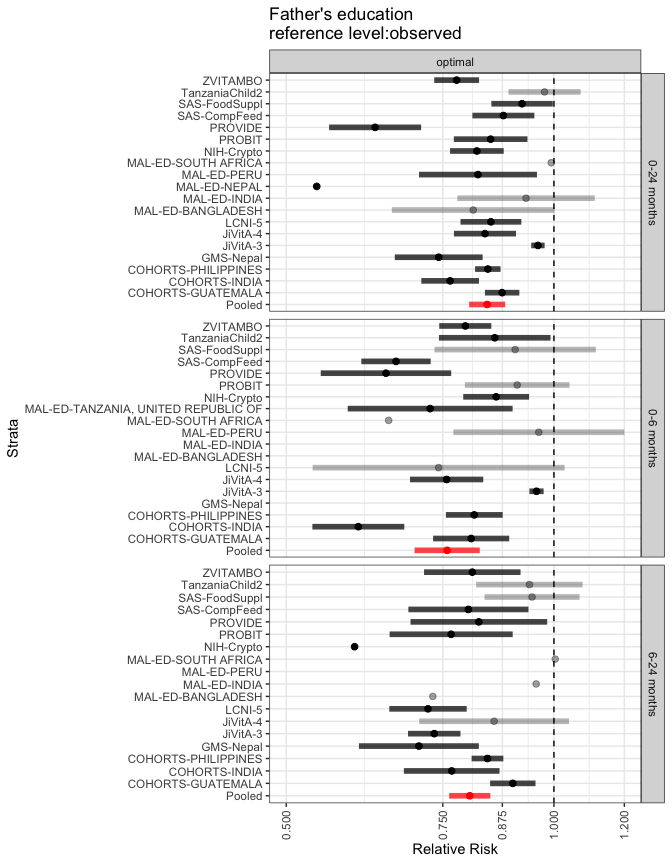 Father's education
reference level:observed
optimal
ZVITAMBO
TanzaniaChild2
SAS-FoodSuppl
SAS-CompFeed
PROVIDE
PROBIT
NIH-Crypto
MAL-ED-SOUTH AFRICA
MAL-ED-PERU
MAL-ED-NEPAL
MAL-ED-INDIA
MAL-ED-BANGLADESH
LCNI-5
JiVitA-4
JiVitA-3
GMS-Nepal
COHORTS-PHILIPPINES
COHORTS-INDIA
COHORTS-GUATEMALA
Pooled
0-24 months
ZVITAMBO
TanzaniaChild2
SAS-FoodSuppl
SAS-CompFeed
PROVIDE
PROBIT
NIH-Crypto
MAL-ED-TANZANIA, UNITED REPUBLIC OF
MAL-ED-SOUTH AFRICA
MAL-ED-PERU
MAL-ED-INDIA
MAL-ED-BANGLADESH
LCNI-5
JiVitA-4
JiVitA-3
GMS-Nepal
COHORTS-PHILIPPINES
COHORTS-INDIA
COHORTS-GUATEMALA
Pooled
0-6 months
ZVITAMBO
TanzaniaChild2
SAS-FoodSuppl
SAS-CompFeed
PROVIDE
PROBIT
NIH-Crypto
MAL-ED-SOUTH AFRICA
MAL-ED-PERU
MAL-ED-INDIA
MAL-ED-BANGLADESH
LCNI-5
JiVitA-4
JiVitA-3
GMS-Nepal
COHORTS-PHILIPPINES
COHORTS-INDIA
COHORTS-GUATEMALA
Pooled
6-24 months
Strata
0.500
0.750
0.875
1.000
1.200
Relative Risk